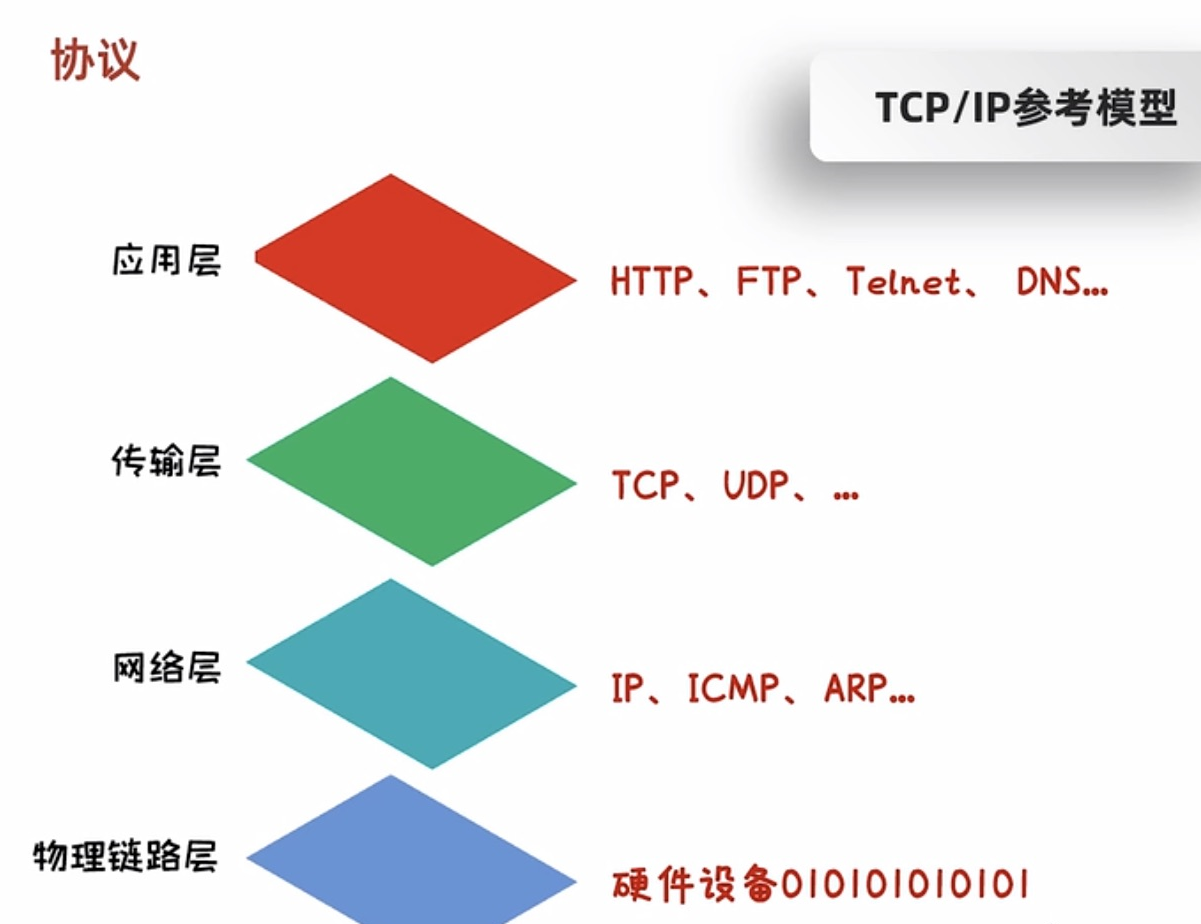 协议
TCP/IP参考模型
应用层
HTTP、FTP、Telnet、 DNS...
传输层
TCP、UDP、...
网络层
IP、ICMP、ARP...
物理链路层
硬件设备010101010101